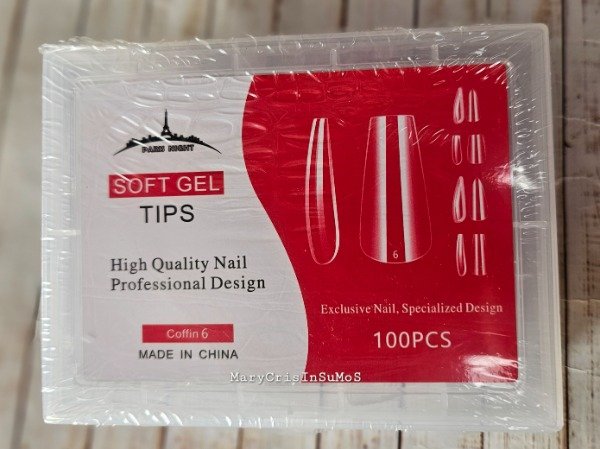 PARIS NIGHT
SOFT GEL
TIPS
High Quality Nail
Professional Design
Coffin 6
MADE IN CHINA
6
Exclusive Nail, Specialized Design
100PCS
MaryCrisInSuMoS